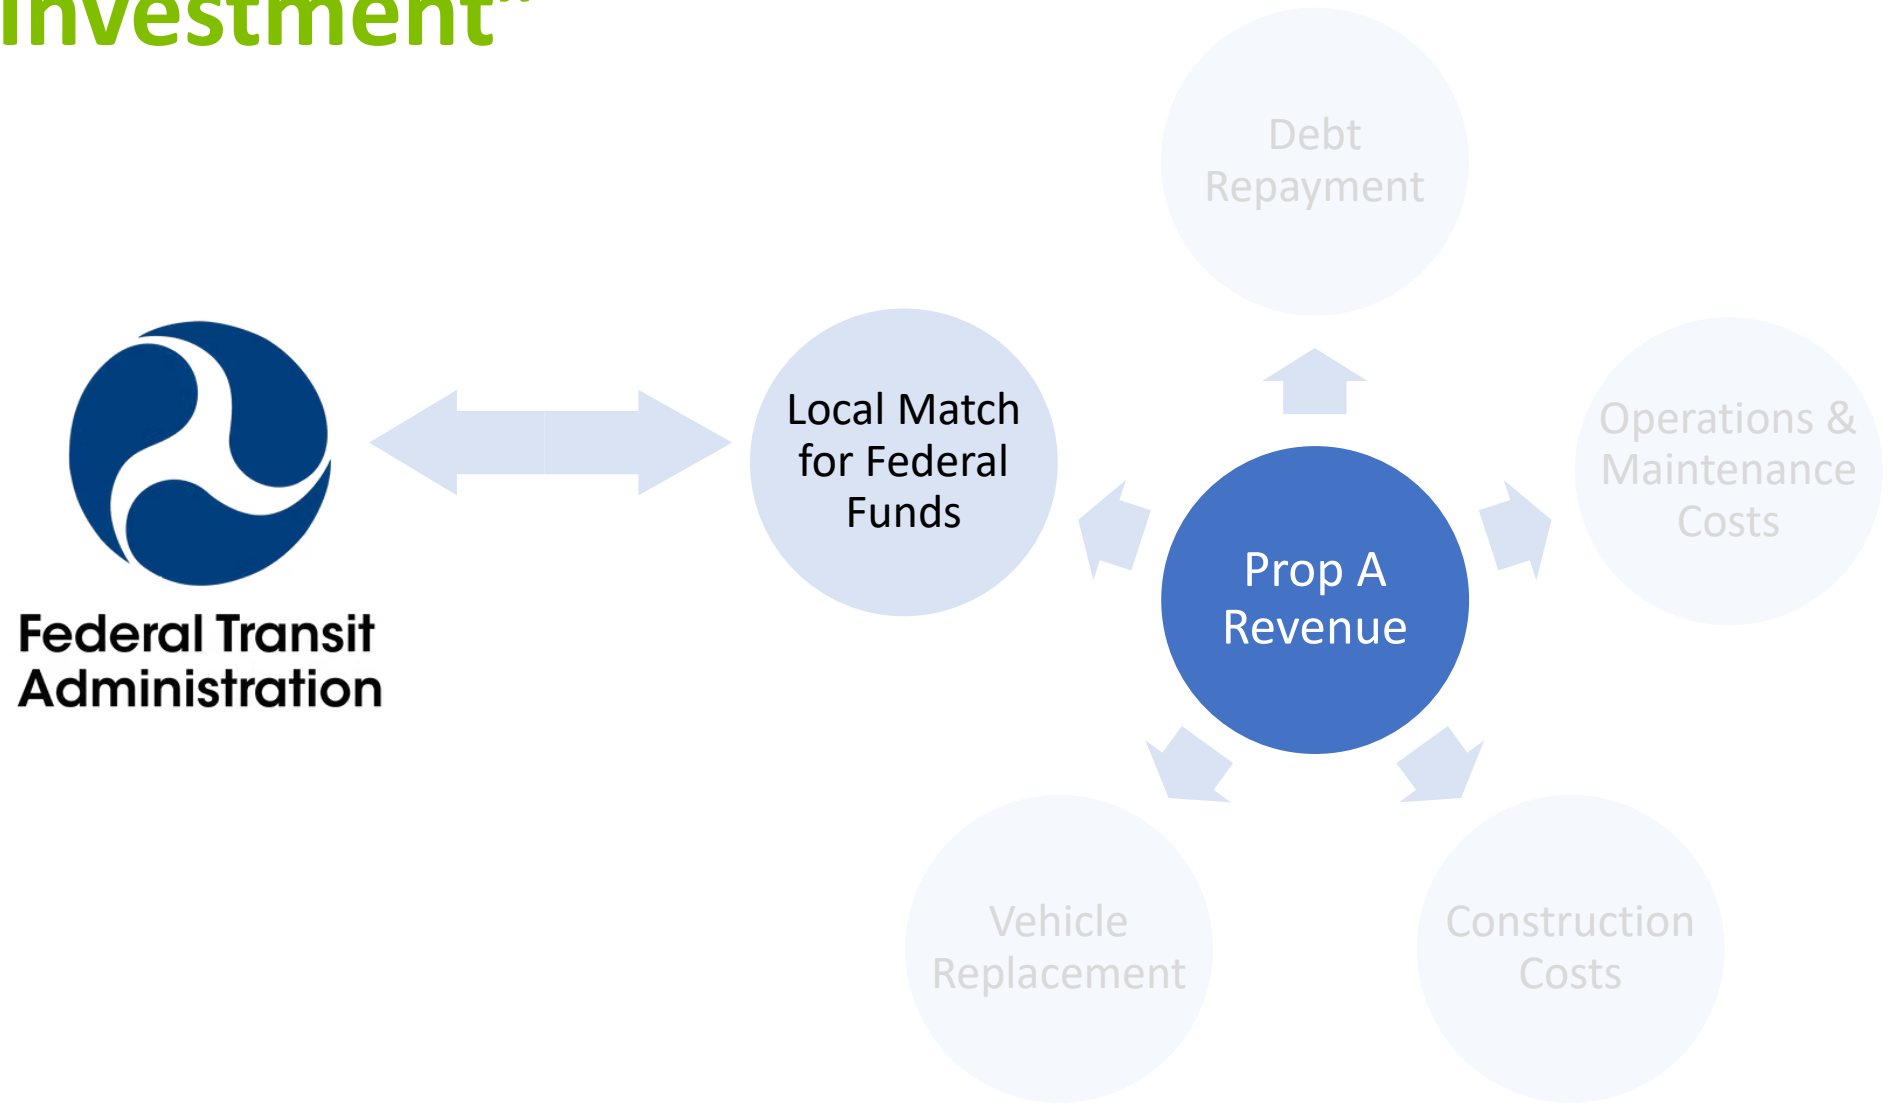 Investment"
Debt
Repayment
Local Match
for Federal
Funds
Operations &
Maintenance
Costs
Prop A
Revenue
Federal Transit
Administration
Vehicle
Replacement
Construction
Costs